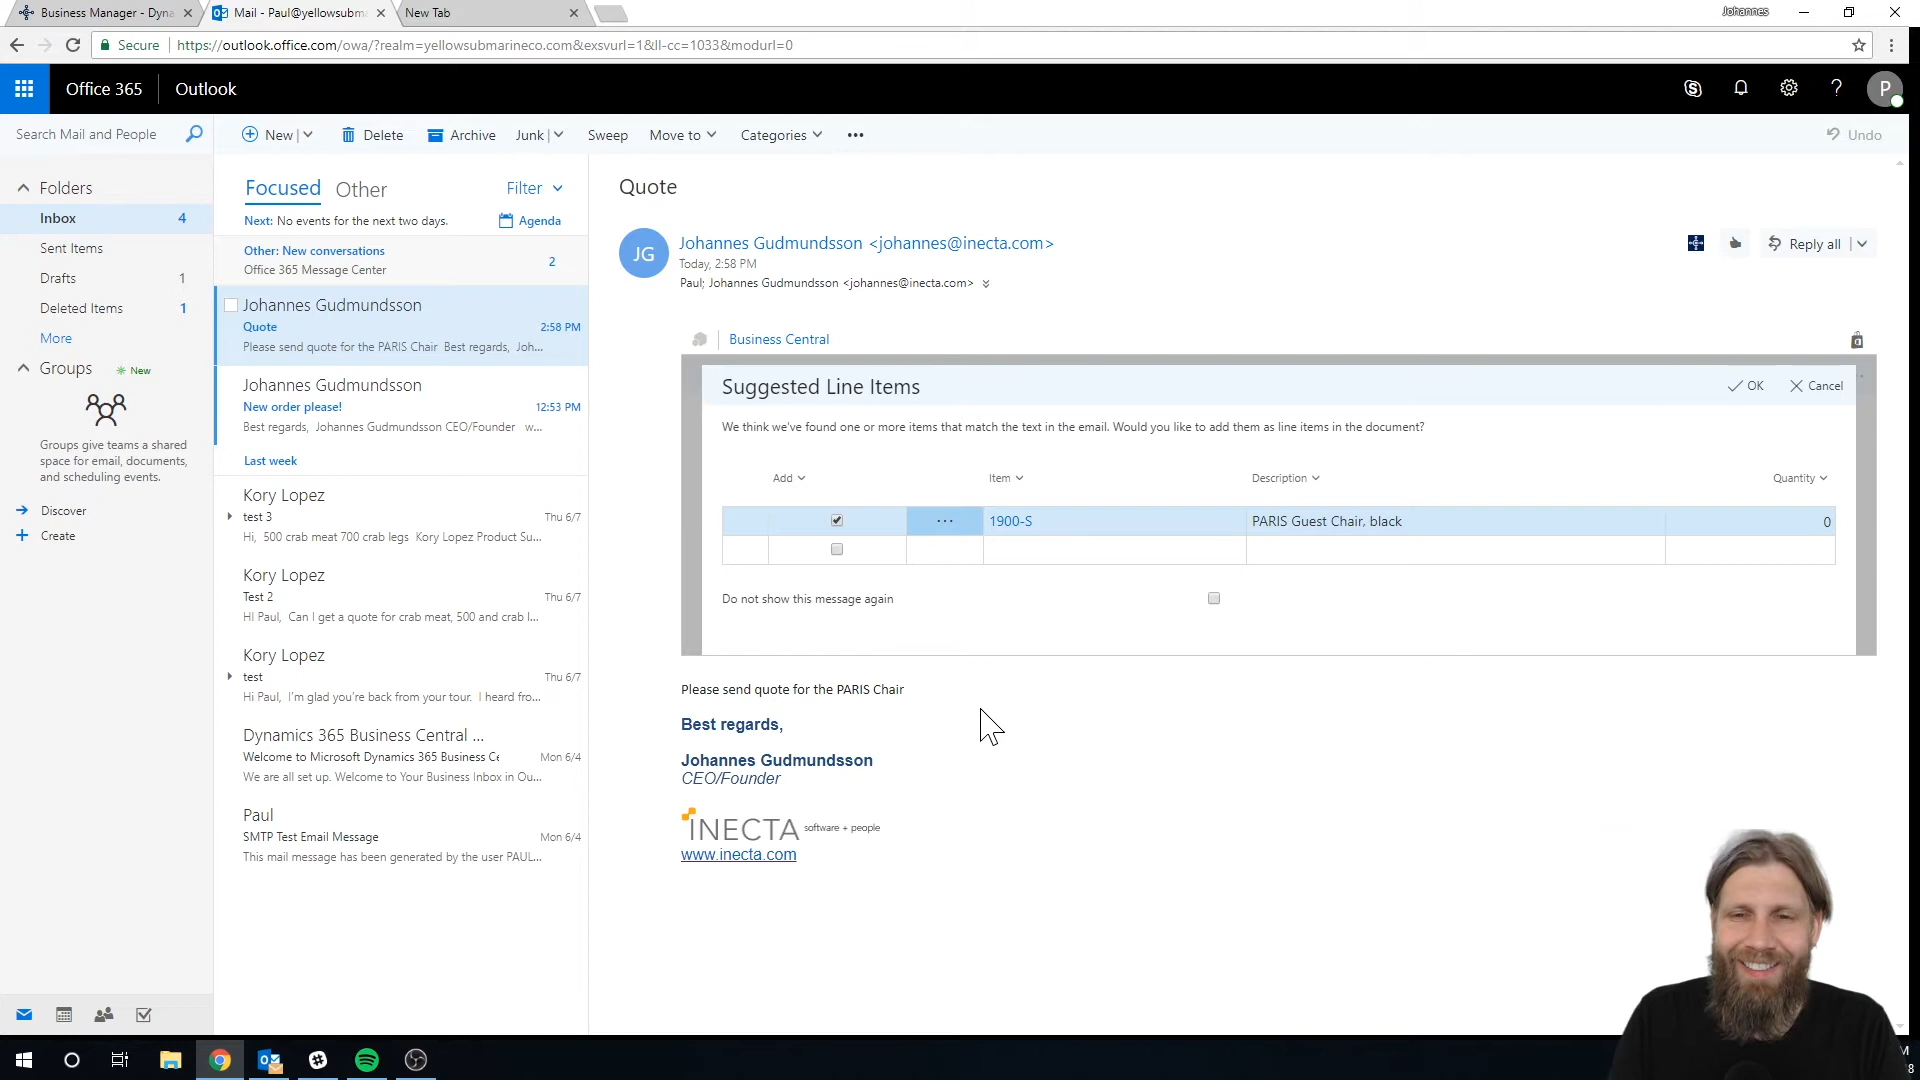 Business Manager - Dyna
Mail - Paul@yellowsubma
New Tab
Johannes
Secure
https://outlook.office.com/owa/?realm=yellowsubmarineco.com&exsvurl=1&ll-cc=1033&modurl=0
Office 365
Outlook
P
Search Mail and People
New
Delete
Archive
Junk
Sweep
Move to
Categories
Undo
Folders
Inbox 4
Sent Items
Drafts 1
Deleted Items 1
More
Groups New
Groups give teams a shared
space for email, documents,
and scheduling events.
Discover
Create
Focused Other Filter
Next: No events for the next two days. Agenda
Other: New conversations
Office 365 Message Center 2
Johannes Gudmundsson
Quote 2:58 PM
Please send quote for the PARIS Chair Best regards, Joh...
Johannes Gudmundsson
New order please! 12:53 PM
Best regards, Johannes Gudmundsson CEO/Founder w...
Last week
Kory Lopez
test 3 Thu 6/7
Hi, 500 crab meat 700 crab legs Kory Lopez Product Su...
Kory Lopez
Test 2 Thu 6/7
HI Paul, Can I get a quote for crab meat, 500 and crab l...
Kory Lopez
test Thu 6/7
Hi Paul, I'm glad you're back from your tour. I heard fro...
Dynamics 365 Business Central ...
Welcome to Microsoft Dynamics 365 Business Ce Mon 6/4
We are all set up. Welcome to Your Business Inbox in Ou...
Paul
SMTP Test Email Message Mon 6/4
This mail message has been generated by the user PAUL...
Quote
JG
Johannes Gudmundsson <johannes@inecta.com>
Today, 2:58 PM
Paul; Johannes Gudmundsson <johannes@inecta.com>
Reply all
Business Central
Suggested Line Items
OK
Cancel
We think we've found one or more items that match the text in the email. Would you like to add them as line items in the document?
Add Item Description Quantity
1900-S PARIS Guest Chair, black 0
Do not show this message again
Please send quote for the PARIS Chair
Best regards,
Johannes Gudmundsson
CEO/Founder
INECTA software + people
www.inecta.com